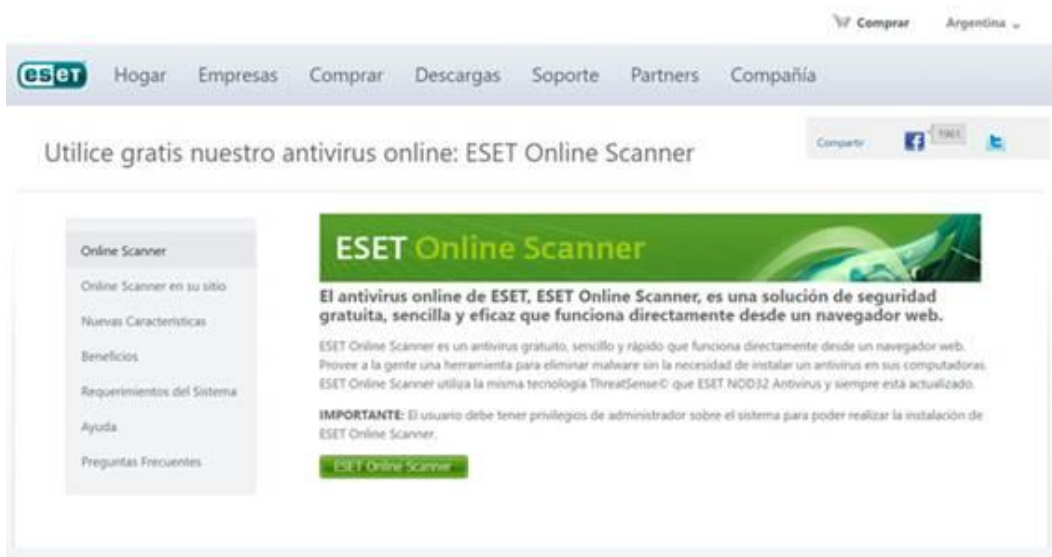 Comprar Argentina
eset Hogar Empresas Comprar Descargas Soporte Partners Compañía
Utilice gratis nuestro antivirus online: ESET Online Scanner
Compartir
1961
Online Scanner
Online Scanner en su sitio
Nuevas Características
Beneficios
Requerimientos del Sistema
Ayuda
Preguntas Frecuentes
ESET Online Scanner
El antivirus online de ESET, ESET Online Scanner, es una solución de seguridad
gratuita, sencilla y eficaz que funciona directamente desde un navegador web.
ESET Online Scanner es un antivirus gratuito, sencillo y rápido que funciona directamente desde un navegador web.
Provee a la gente una herramienta para eliminar malware sin la necesidad de instalar un antivirus en sus computadoras.
ESET Online Scanner utiliza la misma tecnología ThreatSense© que ESET NOD32 Antivirus y siempre está actualizado.
IMPORTANTE: El usuario debe tener privilegios de administrador sobre el sistema para poder realizar la instalación de
ESET Online Scanner.
ESET Online Scanner